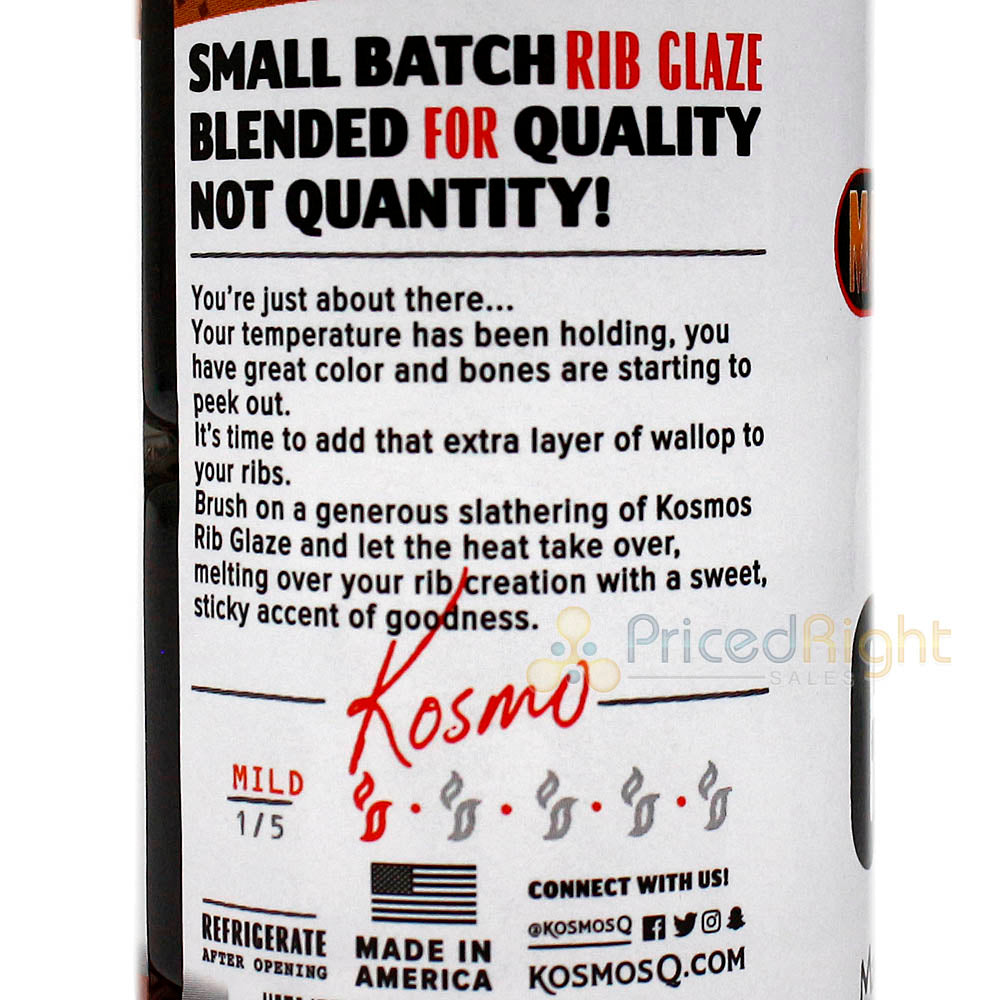 SMALL BATCH RIB GLAZE
BLENDED FOR QUALITY
NOT QUANTITY!
You're just about there...
Your temperature has been holding, you
have great color and bones are starting to
peek out.
It's time to add that extra layer of wallop to
your ribs.
Brush on a generous slathering of Kosmos
Rib Glaze and let the heat take over,
melting over your rib creation with a sweet,
sticky accent of goodness.
PricedRight
SALES
Kosmo
MILD
1/5
REFRIGERATE
AFTER OPENING
MADE IN
AMERICA
CONNECT WITH US!
@KOSMOSQ
KOSMOSQ.COM